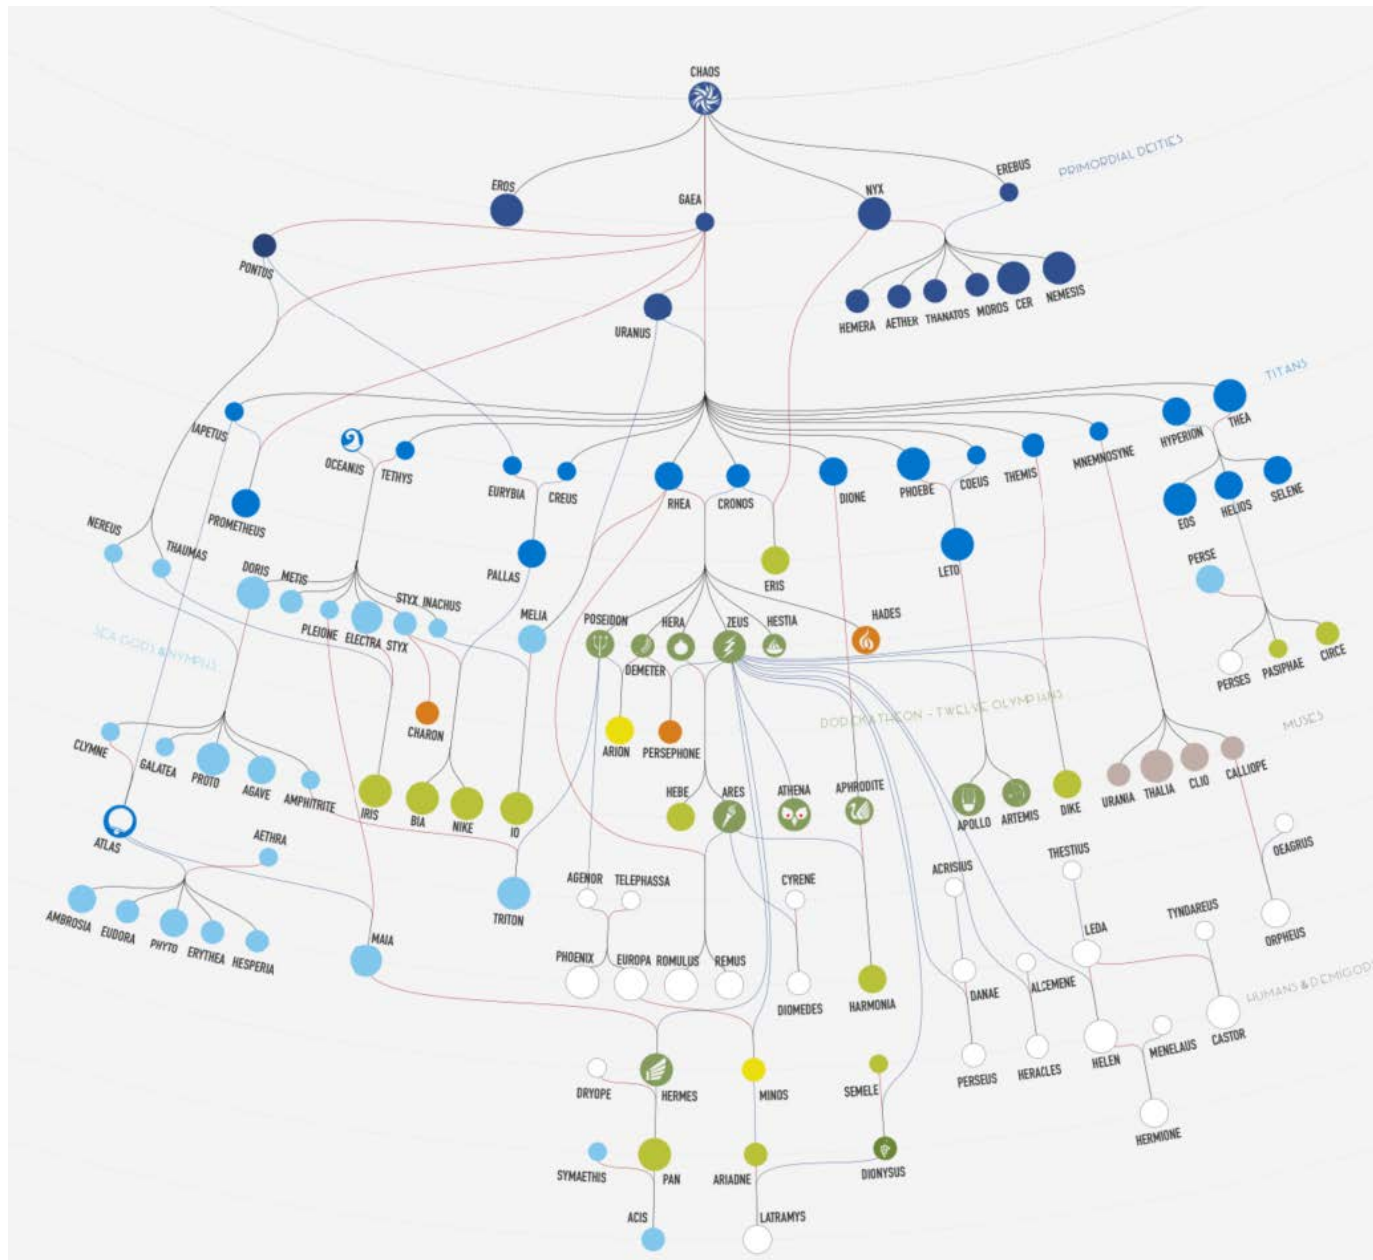 CHAOS
PRIMORDIAL DEITIES
EROS
GAEA
NYX
EREBUS
PONTUS
URANUS
HEMERA
AETHER
THANATOS
MOROS
CER
NEMESIS
TITANS
IAPETUS
OCEANUS
TETHYS
EURYBIA
CREUS
RHEA
CRONOS
DIONE
PHOEBE
COEUS
THEMIS
MNEMNOSYNE
HYPERION
THEA
PROMETHEUS
EOS
HELIOS
SELENE
NEREUS
THAUMAS
PALLAS
ERIS
LETO
PERSE
DORIS
METIS
PLEIONE
ELECTRA
STYX
STYX
INACHUS
MELIA
POSEIDON
DEMETER
HERA
ZEUS
HESTIA
HADES
SEA GODS & NYMPHS
PERSES
PASIPHAE
CIRCE
DODEKATHEON - TWELVE OLYMPIANS
MUSES
CHARON
ARION
PERSEPHONE
CLYMNE
GALATEA
PROTO
AGAVE
AMPHITRITE
IRIS
BIA
NIKE
IO
HEBE
ARES
ATHENA
APHRODITE
APOLLO
ARTEMIS
DIKE
URANIA
THALIA
CLIO
CALLIOPE
ATLAS
AETHRA
TRITON
AGENOR
TELEPHASSA
CYRENE
ACRISIUS
THESTIUS
OEAGRUS
AMBROSIA
EUDORA
PHYTO
ERYTHEA
HESPERIA
MAIA
PHOENIX
EUROPA
ROMULUS
REMUS
DIOMEDES
HARMONIA
DANAE
ALCEMENE
LEDA
TYNDAREUS
ORPHEUS
HUMANS & DEMIGODS
DRYOPE
HERMES
MINOS
SEMELE
PERSEUS
HERACLES
HELEN
MENELAUS
CASTOR
HERMIONE
SYMAETHIS
PAN
ARIADNE
DIONYSUS
ACIS
LATRAMYS